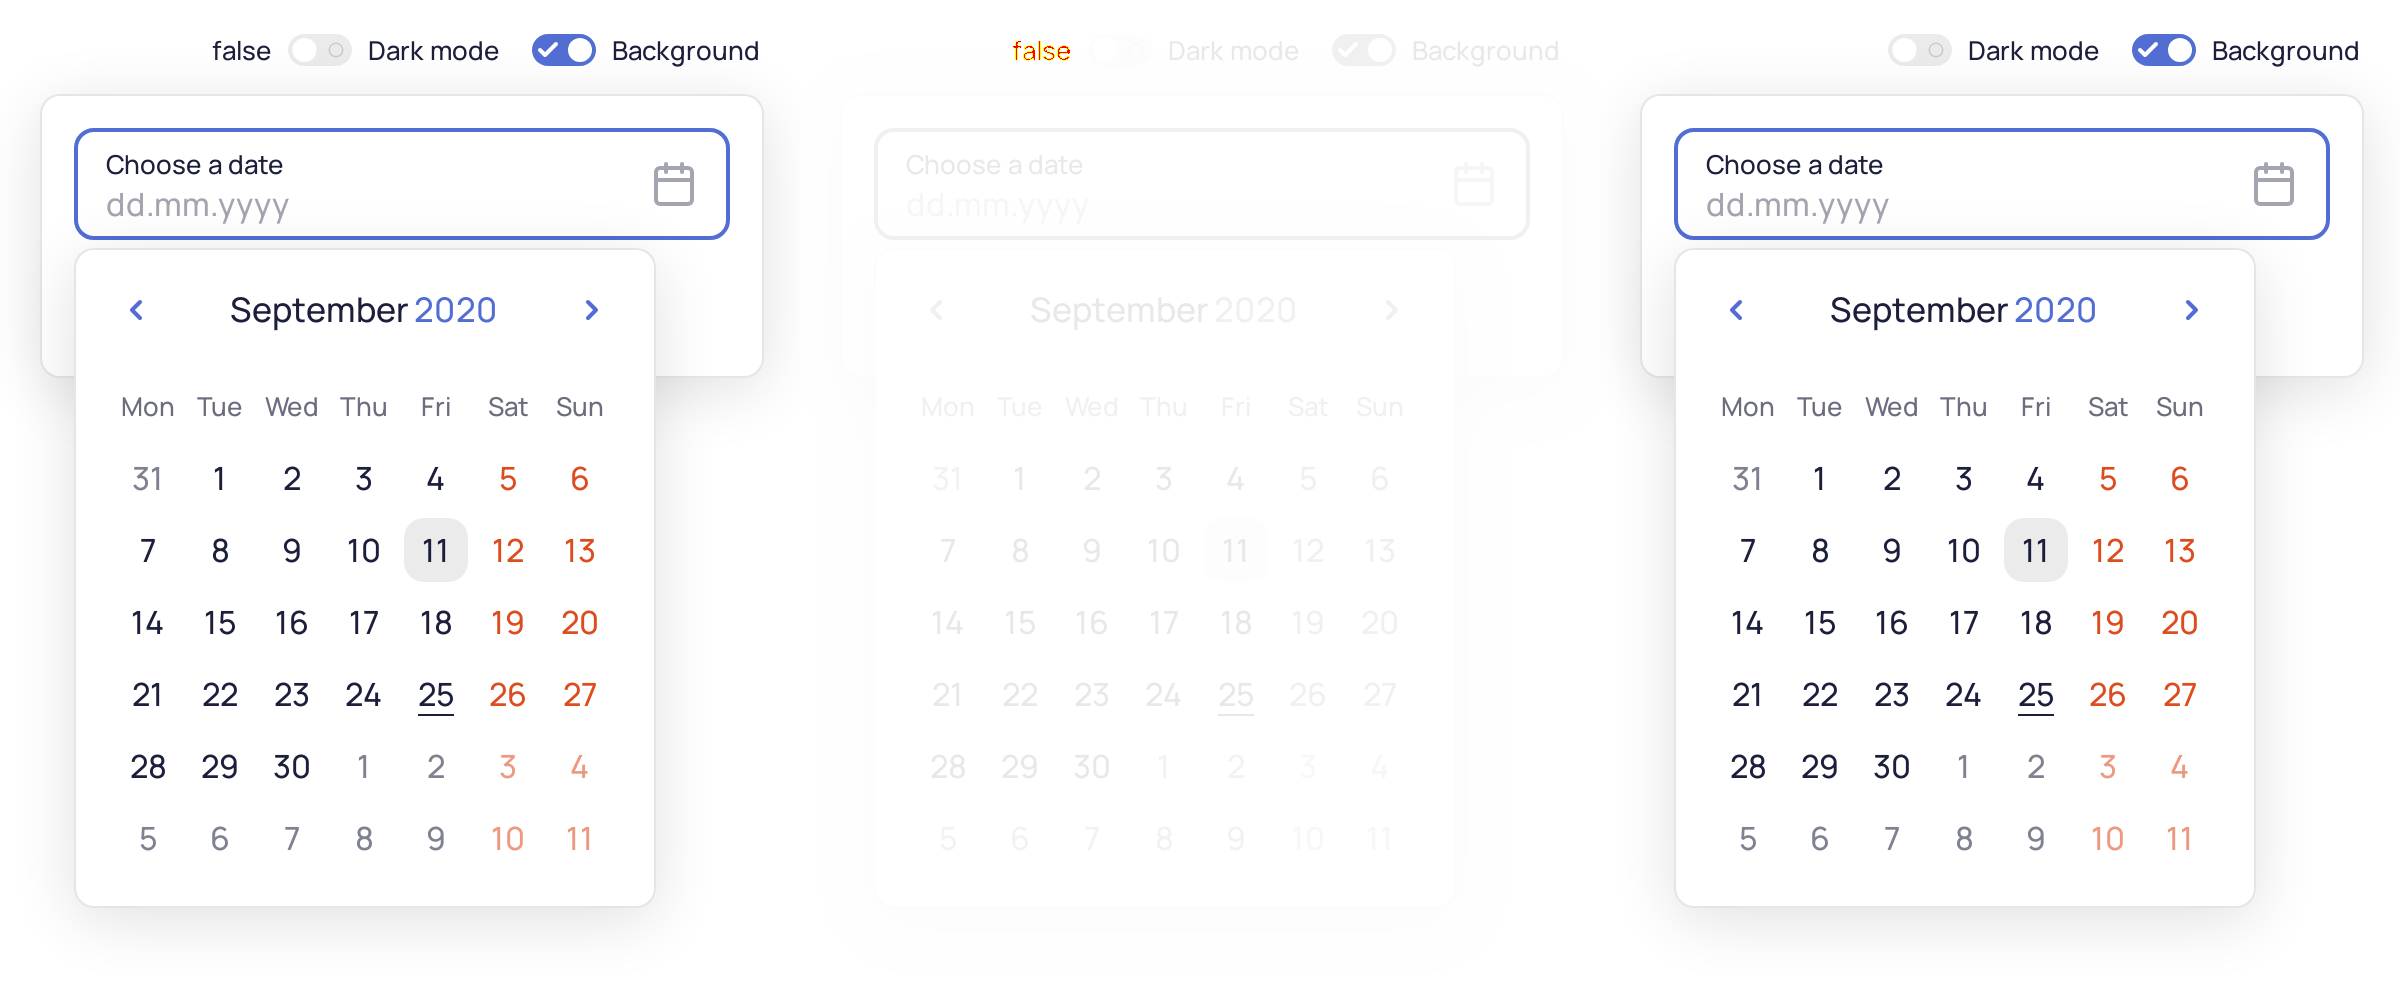 false Dark mode Background
Choose a date
dd.mm.yyyy
September 2020
Mon Tue Wed Thu Fri Sat Sun
31 1 2 3 4 5 6
7 8 9 10 11 12 13
14 15 16 17 18 19 20
21 22 23 24 25 26 27
28 29 30 1 2 3 4
5 6 7 8 9 10 11
false Dark mode Background
Choose a date
dd.mm.yyyy
September 2020
Mon Tue Wed Thu Fri Sat Sun
31 1 2 3 4 5 6
7 8 9 10 11 12 13
14 15 16 17 18 19 20
21 22 23 24 25 26 27
28 29 30 1 2 3 4
5 6 7 8 9 10 11
Dark mode Background
Choose a date
dd.mm.yyyy
September 2020
Mon Tue Wed Thu Fri Sat Sun
31 1 2 3 4 5 6
7 8 9 10 11 12 13
14 15 16 17 18 19 20
21 22 23 24 25 26 27
28 29 30 1 2 3 4
5 6 7 8 9 10 11